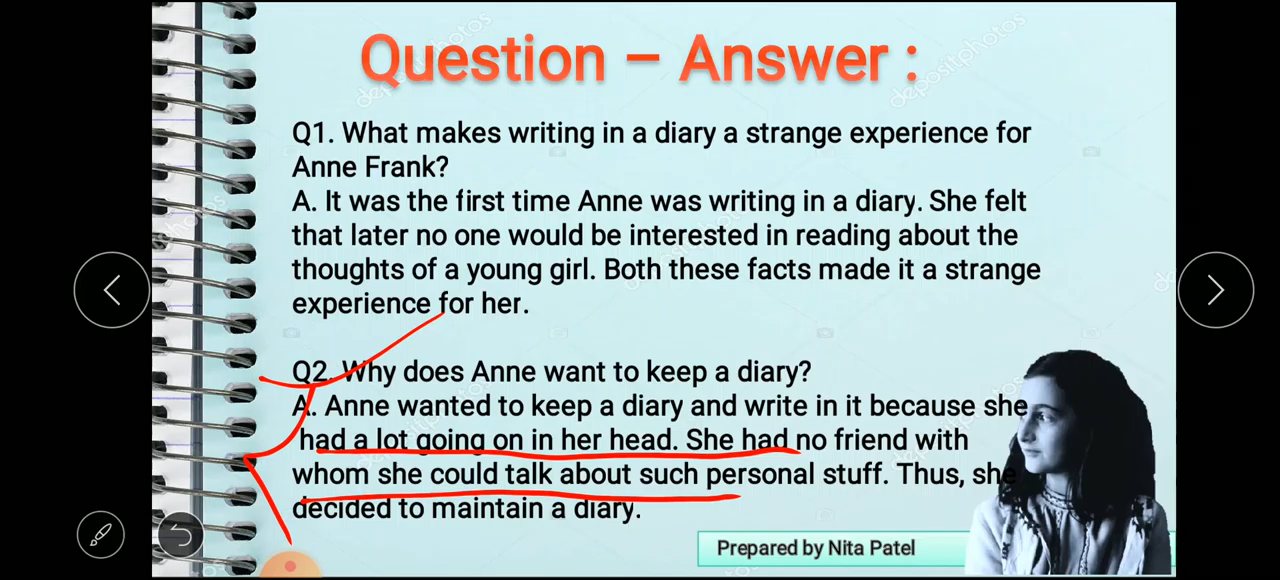 Question – Answer :
Q1. What makes writing in a diary a strange experience for
Anne Frank?
A. It was the first time Anne was writing in a diary. She felt
that later no one would be interested in reading about the
thoughts of a young girl. Both these facts made it a strange
experience for her.
Q2. Why does Anne want to keep a diary?
A. Anne wanted to keep a diary and write in it because she
had a lot going on in her head. She had no friend with
whom she could talk about such personal stuff. Thus, she
decided to maintain a diary.
Prepared by Nita Patel
depositphotos
depositphotos